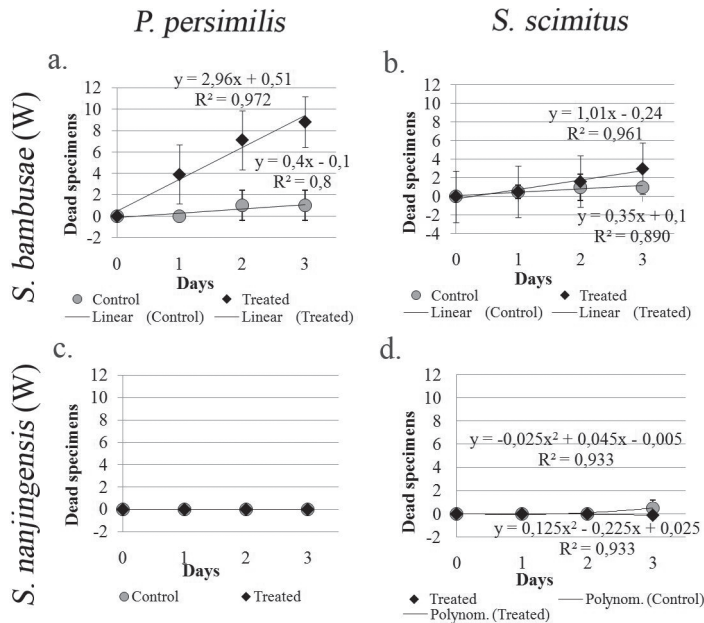 P. persimilis
S. scimitus
S. bambusae (W)
a.
Dead specimens
12
10
8
6
4
2
0
-2
y = 2,96x + 0,51
R² = 0,972
y = 0,4x - 0,1
R² = 0,8
0 1 2 3
Days
Control Treated
Linear (Control) Linear (Treated)
b.
Dead specimens
12
10
8
6
4
2
0
-2
-4
y = 1,01x - 0,24
R² = 0,961
y = 0,35x + 0,1
R² = 0,890
0 1 2 3
Days
Control Treated
Linear (Control) Linear (Treated)
S. nanjingensis (W)
c.
Dead specimens
12
10
8
6
4
2
0
-2
0 1 2 3
Days
Control Treated
d.
Dead specimens
12
10
8
6
4
2
0
-2
y = -0,025x² + 0,045x - 0,005
R² = 0,933
y = 0,125x² - 0,225x + 0,025
R² = 0,933
0 1 2 3
Days
Treated Polynom. (Control)
Polynom. (Treated)